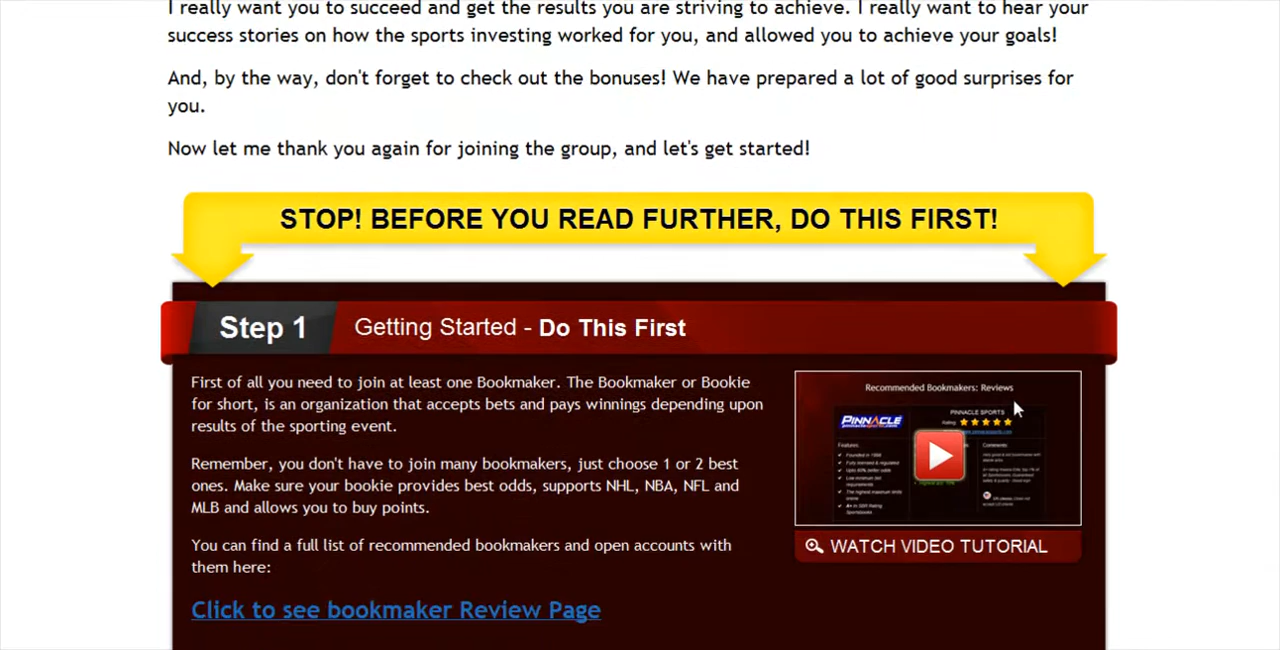 I really want you to succeed and get the results you are striving to achieve. I really want to hear your
success stories on how the sports investing worked for you, and allowed you to achieve your goals!
And, by the way, don't forget to check out the bonuses! We have prepared a lot of good surprises for
you.
Now let me thank you again for joining the group, and let's get started!
STOP! BEFORE YOU READ FURTHER, DO THIS FIRST!
Step 1 Getting Started - Do This First
First of all you need to join at least one Bookmaker. The Bookmaker or Bookie
for short, is an organization that accepts bets and pays winnings depending upon
results of the sporting event.
Remember, you don't have to join many bookmakers, just choose 1 or 2 best
ones. Make sure your bookie provides best odds, supports NHL, NBA, NFL and
MLB and allows you to buy points.
You can find a full list of recommended bookmakers and open accounts with
them here:
Click to see bookmaker Review Page
Recommended Bookmakers: Reviews
PINNACLE
PINNACLE SPORTS
Rating:
Features:
Comments
Founded in 1998
Fully licensed & regulated
WATCH VIDEO TUTORIAL